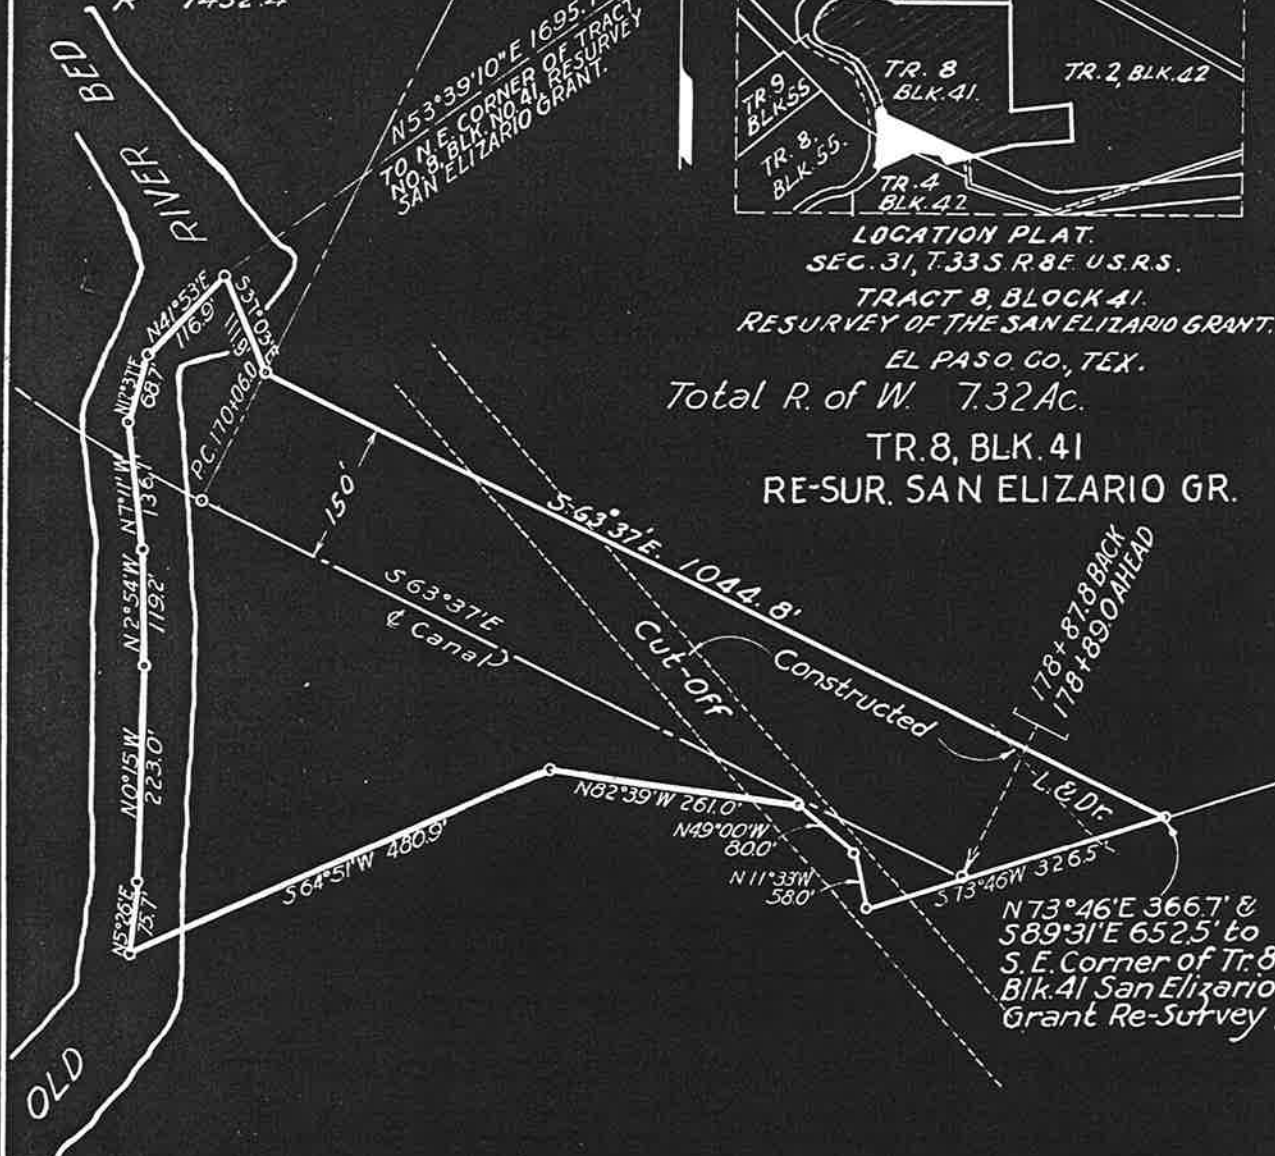 N53°39'10"E 1695.
TO N.E. CORNER OF TRACT
NO. 8, BLK. NO. 41, RESURVEY
SAN ELIZARIO GRANT.
TR. 8
BLK. 41.
TR. 2, BLK. 42
TR. 9
BLK 55
TR. 8,
BLK. 55.
TR. 4
BLK. 42
LOCATION PLAT.
SEC. 31, T. 33 S. R. 8 E. U.S.R.S.
TRACT 8, BLOCK 41.
RESURVEY OF THE SAN ELIZARIO GRANT.
EL PASO CO., TEX.
Total R. of W. 7.32 Ac.
TR. 8, BLK. 41
RE-SUR. SAN ELIZARIO GR.
OLD
RIVER
BED
N41°53'E
116.9'
S37°03'E
111.9'
N12°31'E
68.7'
N7°11'W
136.1'
N2°54'W
119.2'
N0°15'W
223.0'
N5°26'E
75.7'
P.C. 170+06.0
150'
S 63°37'E
₵ Canal
S-63°37'E. 1044.8'
Cut-off
Constructed
178+87.8 BACK
178+89.0 AHEAD
L. & Dr.
N82°39'W 261.0'
N49°00'W
80.0'
N 11°33'W
58.0'
S 64°51'W 480.9'
S 73°46'W 326.5'
N 73°46'E 366.7' &
S 89°31'E 652.5' to
S.E. Corner of Tr. 8
Blk. 41 San Elizario
Grant Re-Survey